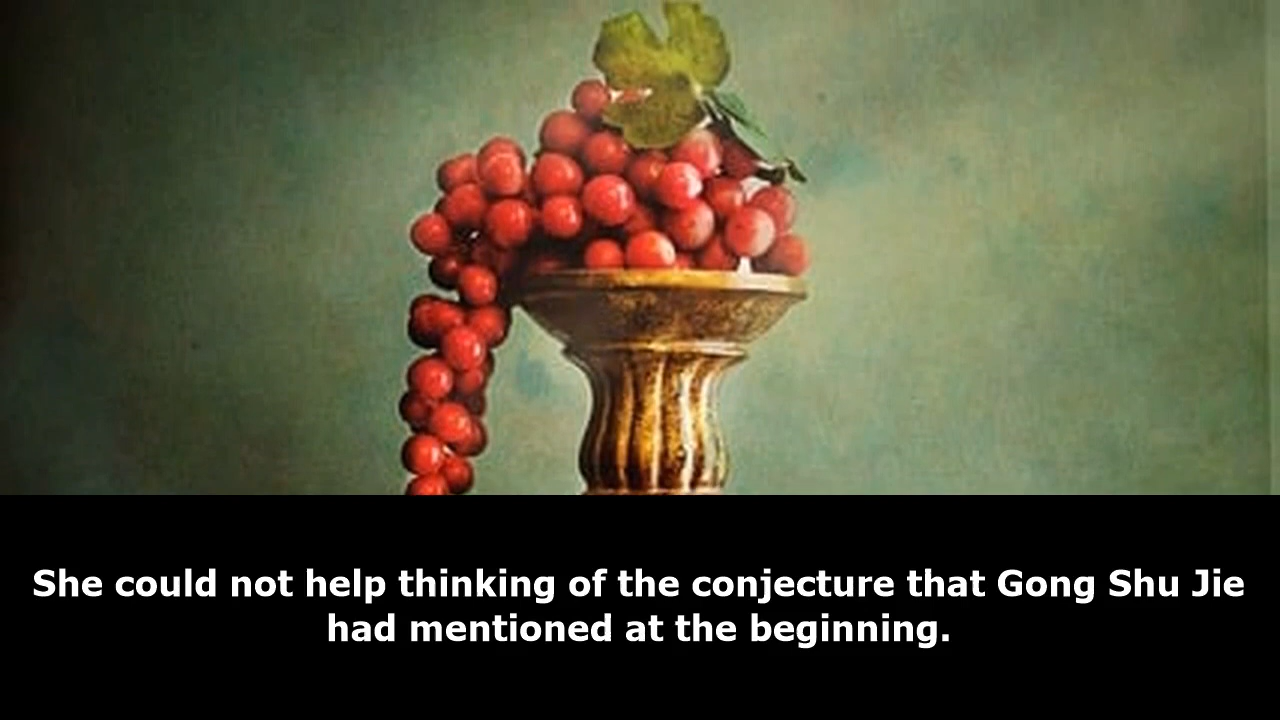 She could not help thinking of the conjecture that Gong Shu Jie
had mentioned at the beginning.